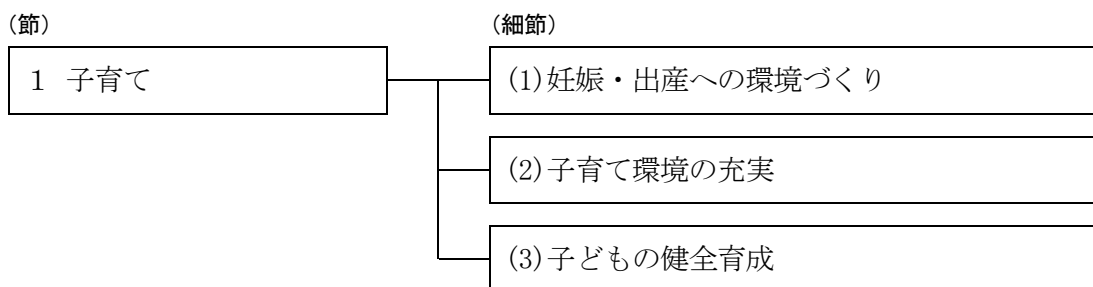 (節)
(細節)
1 子育て
(1)妊娠・出産への環境づくり
(2)子育て環境の充実
(3)子どもの健全育成